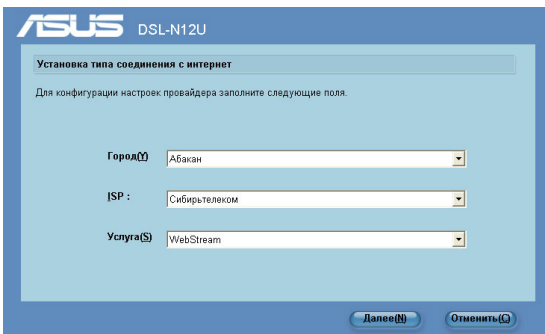 ASUS DSL-N12U
Установка типа соединения с интернет
Для конфигурации настроек провайдера заполните следующие поля.
Город(Y) Абакан
ISP : Сибирьтелеком
Услуга(S) WebStream
Далее(N) Отменить(C)